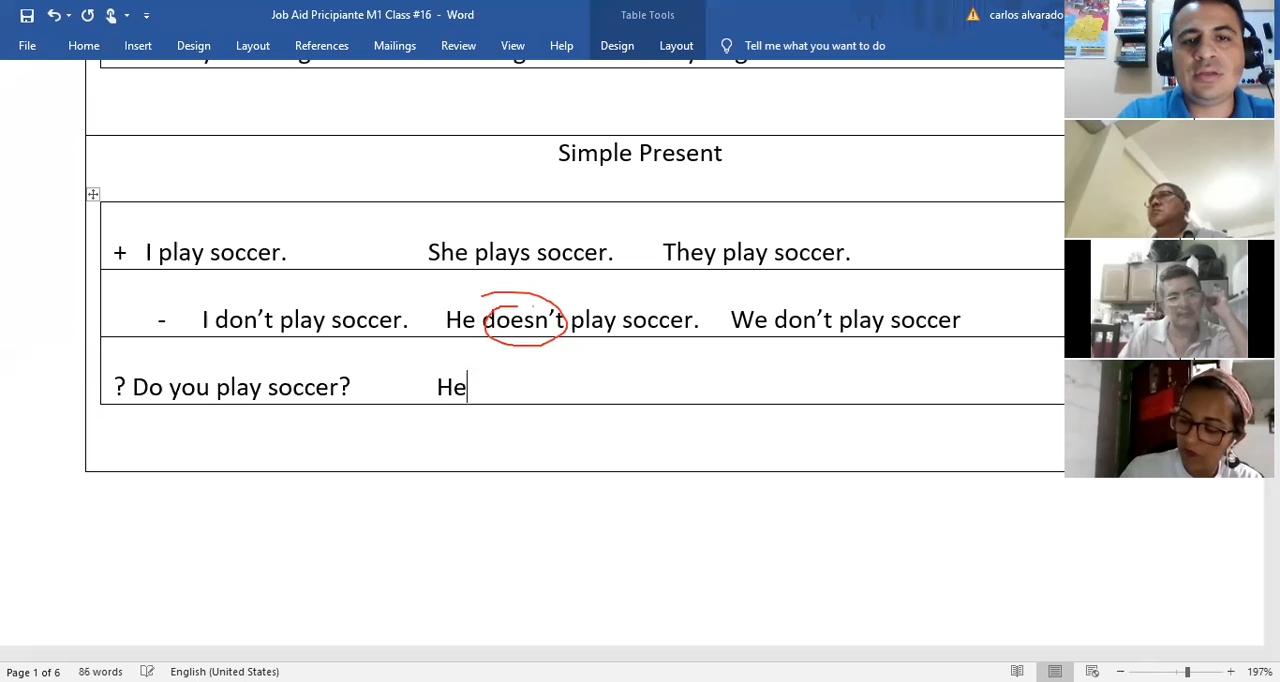 Job Aid Pricipiante M1 Class #16 - Word
Table Tools
carlos alvarado
File Home Insert Design Layout References Mailings Review View Help Design Layout Tell me what you want to do
Simple Present
+ I play soccer. She plays soccer. They play soccer.
- I don't play soccer. He doesn't play soccer. We don't play soccer
? Do you play soccer? He
Page 1 of 6 86 words English (United States) 197%